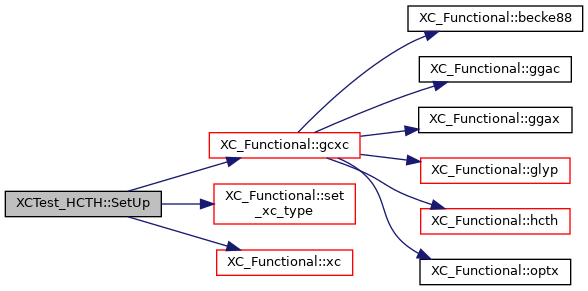 XCTest_HCTH::SetUp
XC_Functional::gcxc
XC_Functional::set
_xc_type
XC_Functional::xc
XC_Functional::becke88
XC_Functional::ggac
XC_Functional::ggax
XC_Functional::glyp
XC_Functional::hcth
XC_Functional::optx